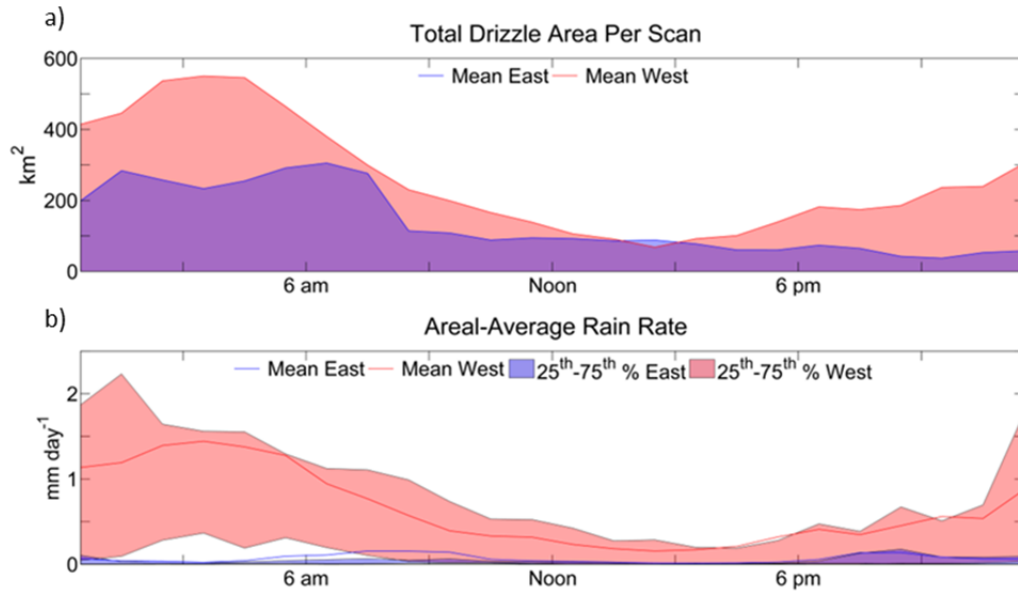 a)
Total Drizzle Area Per Scan
Mean East Mean West
600
400
200
0
km2
6 am Noon 6 pm
b)
Areal-Average Rain Rate
Mean East Mean West 25th-75th % East 25th-75th % West
2
1
0
mm day-1
6 am Noon 6 pm